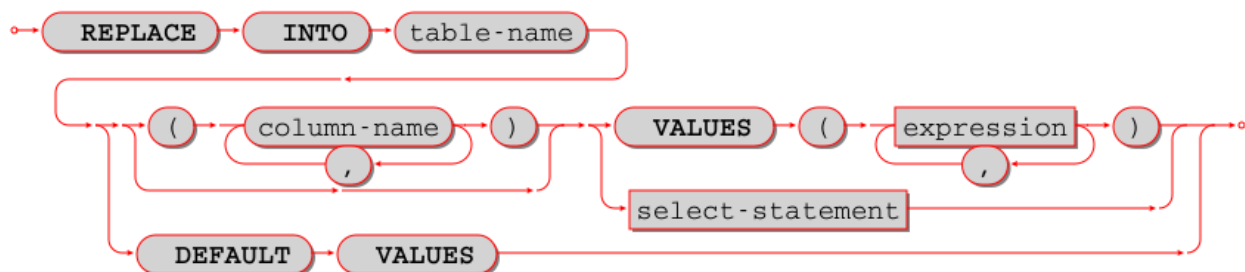 REPLACE INTO table-name
( column-name ) VALUES ( expression )
, ,
select-statement
DEFAULT VALUES